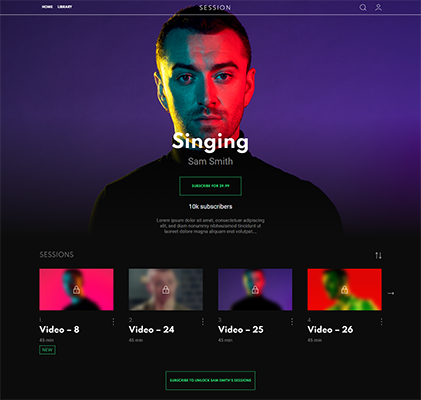 HOME LIBRARY SESSION
Singing
Sam Smith
SUBSCRIBE FOR $9.99
10k subscribers
Lorem ipsum dolor sit amet, consectetuer adipiscing
elit, sed diam nonummy nibheuismod tincidunt ut
laoreet dolore magna aliquam erat volutpat...
SESSIONS
1 2 3 4
Video – 8 Video – 24 Video – 25 Video – 26
45 min 45 min 45 min 45 min
NEW
SUBSCRIBE TO UNLOCK SAM SMITH'S SESSIONS